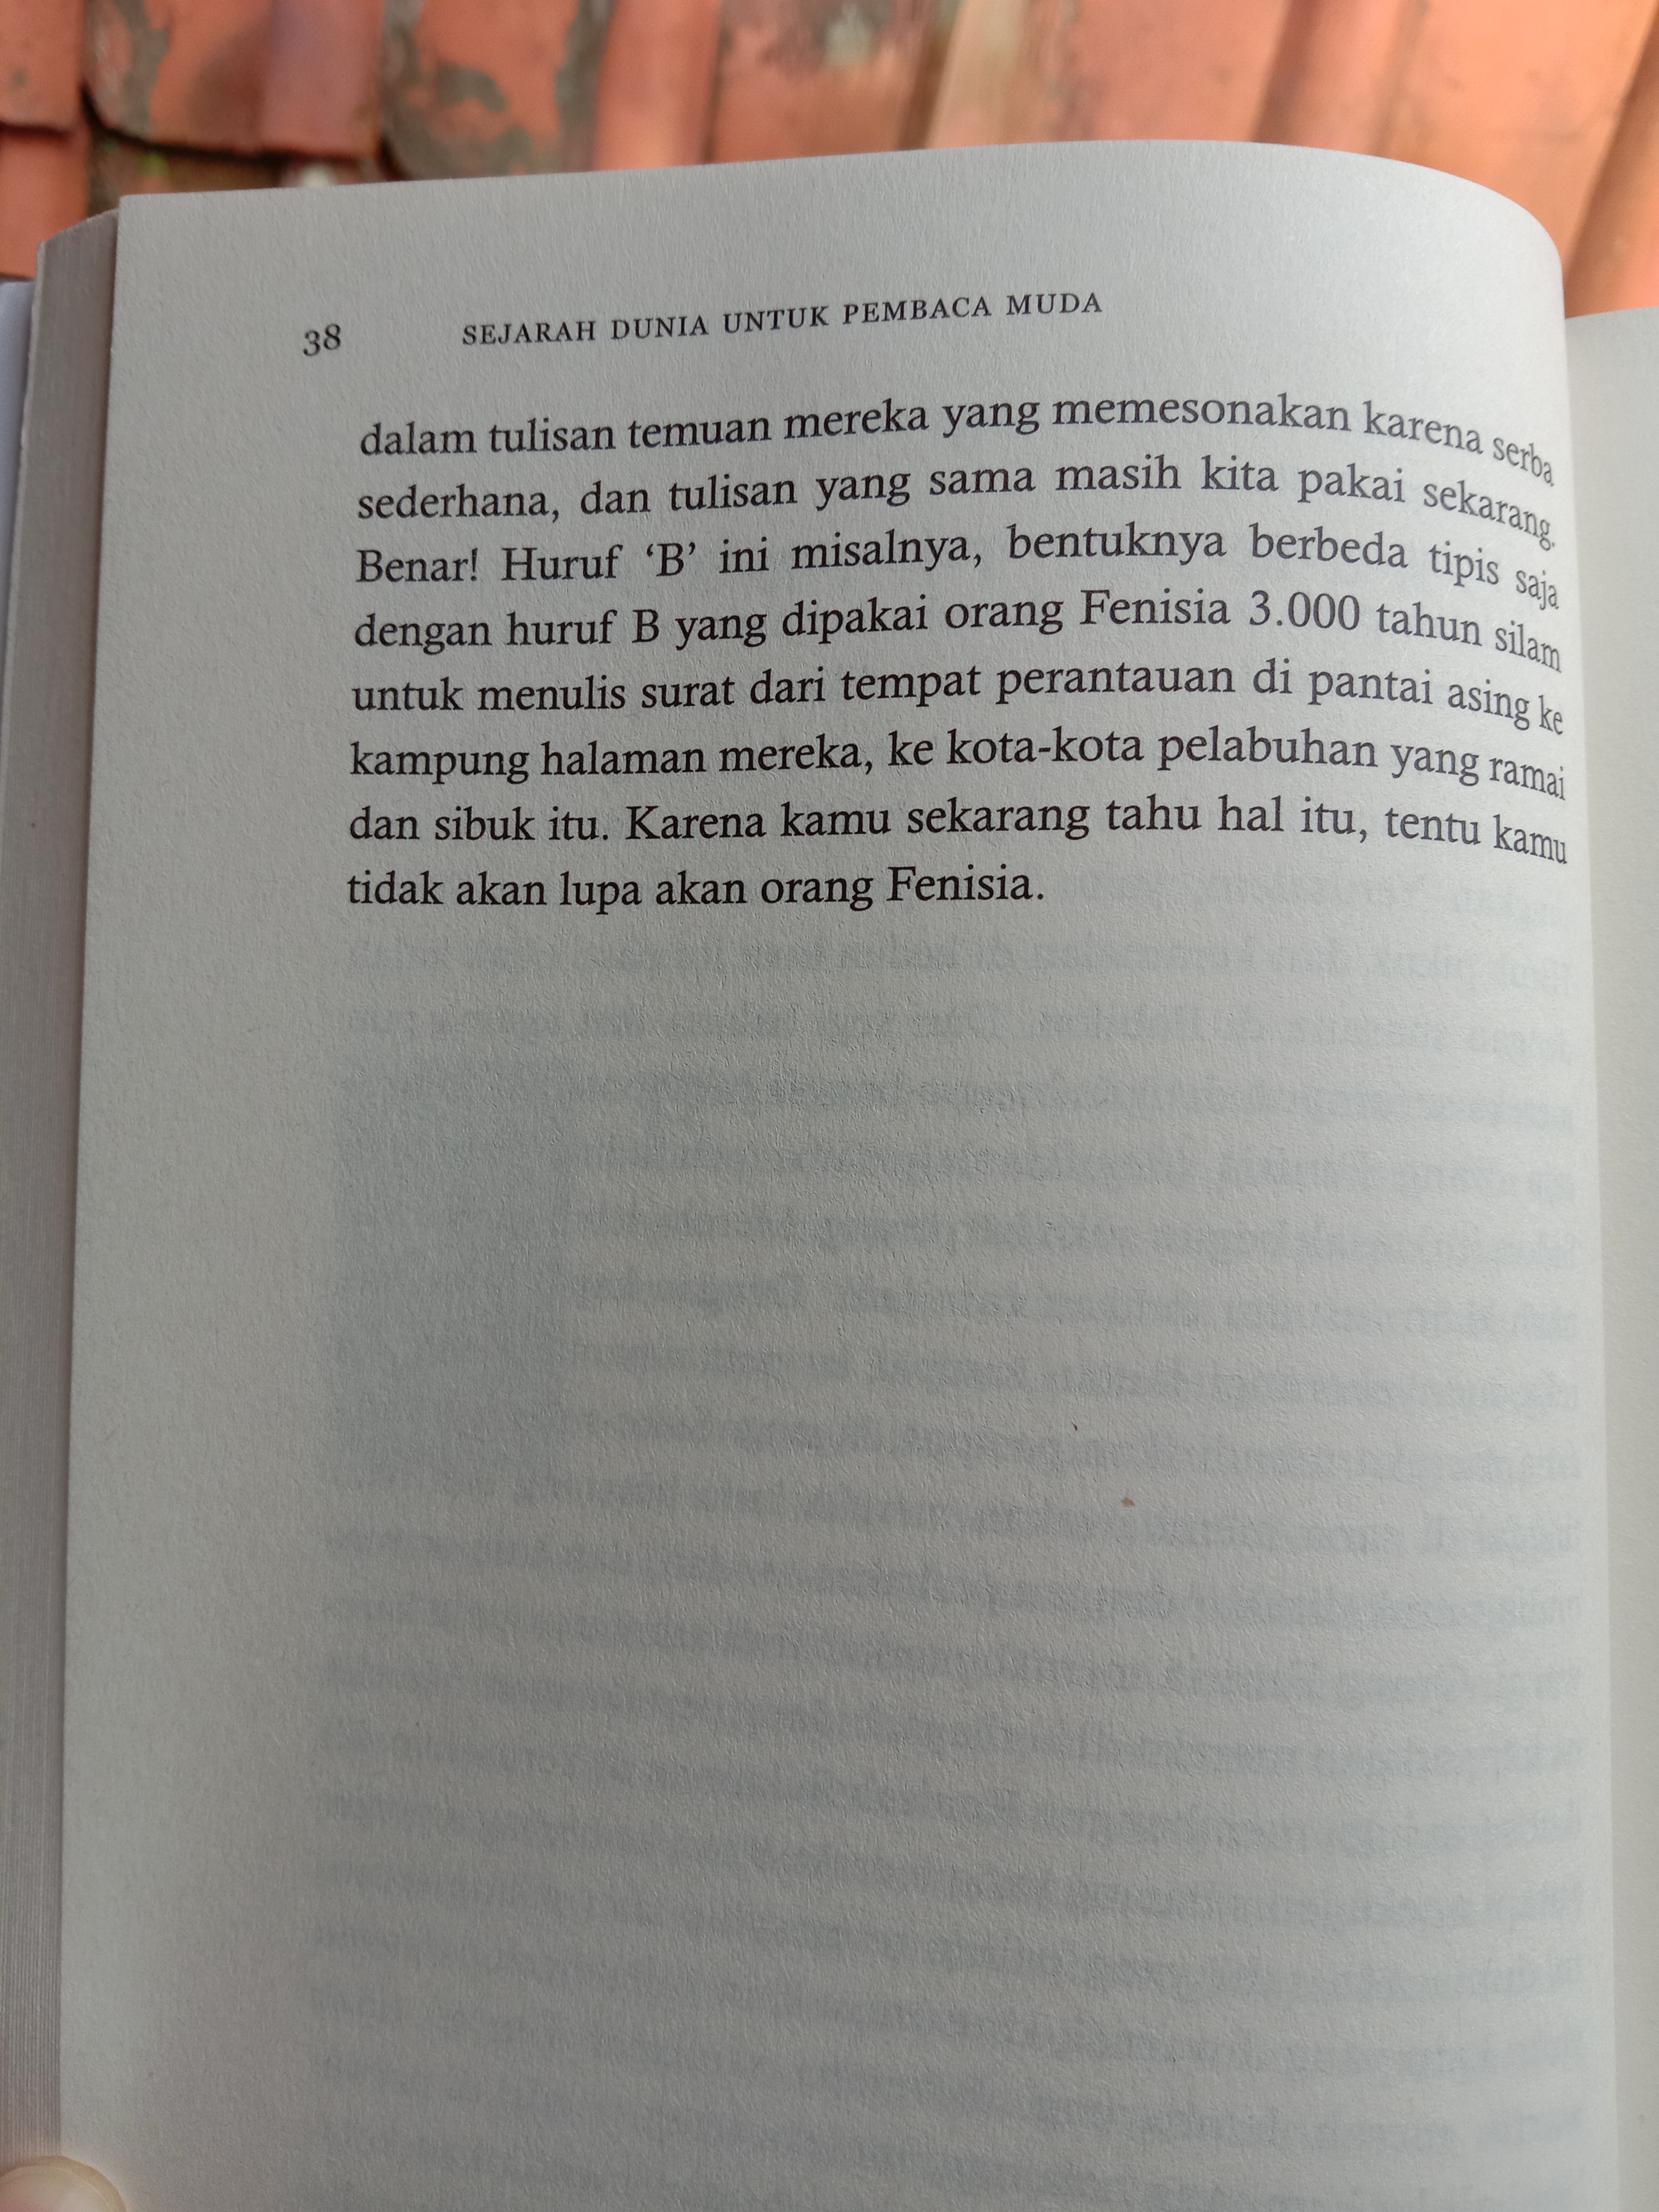 38 SEJARAH DUNIA UNTUK PEMBACA MUDA
dalam tulisan temuan mereka yang memesonakan karena serba
sederhana, dan tulisan yang sama masih kita pakai sekarang.
Benar! Huruf ‘B’ ini misalnya, bentuknya berbeda tipis saja
dengan huruf B yang dipakai orang Fenisia 3.000 tahun silam
untuk menulis surat dari tempat perantauan di pantai asing ke
kampung halaman mereka, ke kota-kota pelabuhan yang ramai
dan sibuk itu. Karena kamu sekarang tahu hal itu, tentu kamu
tidak akan lupa akan orang Fenisia.